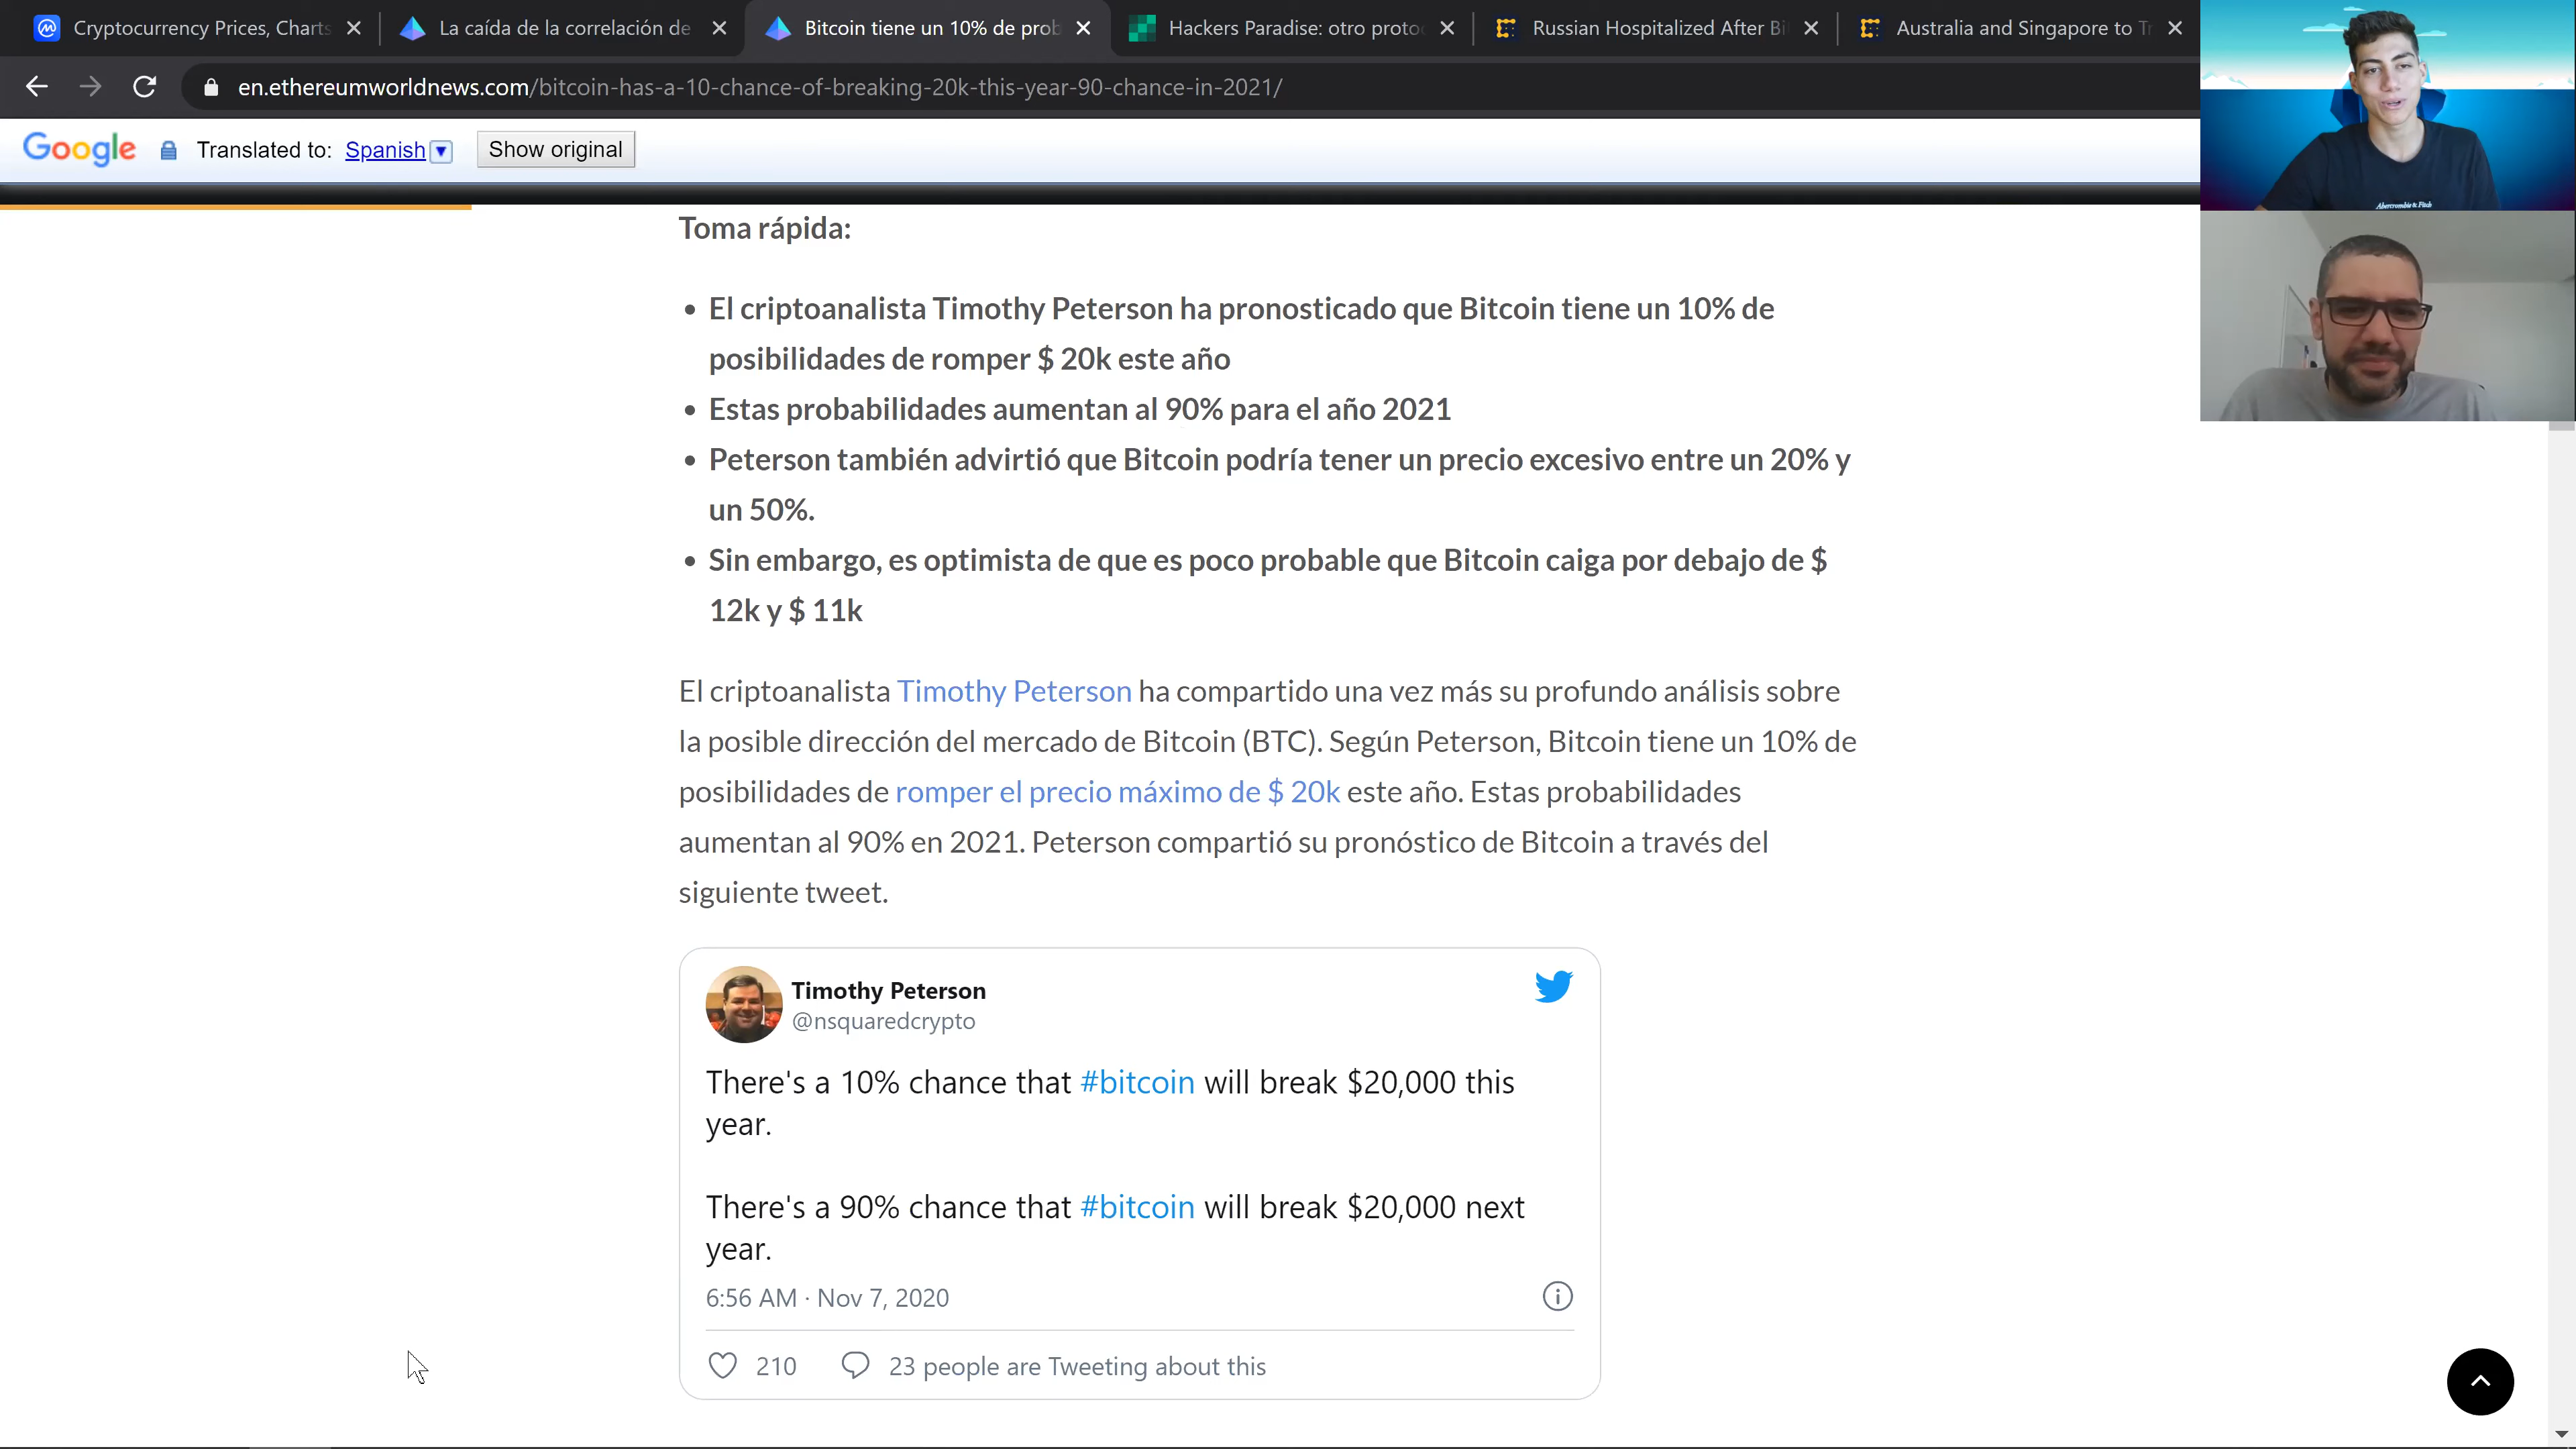 Cryptocurrency Prices, Charts
La caída de la correlación de
Bitcoin tiene un 10% de prob
Hackers Paradise: otro proto
Russian Hospitalized After Bi
Australia and Singapore to Tr
en.ethereumworldnews.com/bitcoin-has-a-10-chance-of-breaking-20k-this-year-90-chance-in-2021/
Google Translated to: Spanish Show original
Toma rápida:
El criptoanalista Timothy Peterson ha pronosticado que Bitcoin tiene un 10% de
posibilidades de romper $ 20k este año
Estas probabilidades aumentan al 90% para el año 2021
Peterson también advirtió que Bitcoin podría tener un precio excesivo entre un 20% y
un 50%.
Sin embargo, es optimista de que es poco probable que Bitcoin caiga por debajo de $
12k y $ 11k
El criptoanalista Timothy Peterson ha compartido una vez más su profundo análisis sobre
la posible dirección del mercado de Bitcoin (BTC). Según Peterson, Bitcoin tiene un 10% de
posibilidades de romper el precio máximo de $ 20k este año. Estas probabilidades
aumentan al 90% en 2021. Peterson compartió su pronóstico de Bitcoin a través del
siguiente tweet.
Timothy Peterson
@nsquaredcrypto
There's a 10% chance that #bitcoin will break $20,000 this
year.
There's a 90% chance that #bitcoin will break $20,000 next
year.
6:56 AM · Nov 7, 2020
210 23 people are Tweeting about this
Abercrombie & Fitch